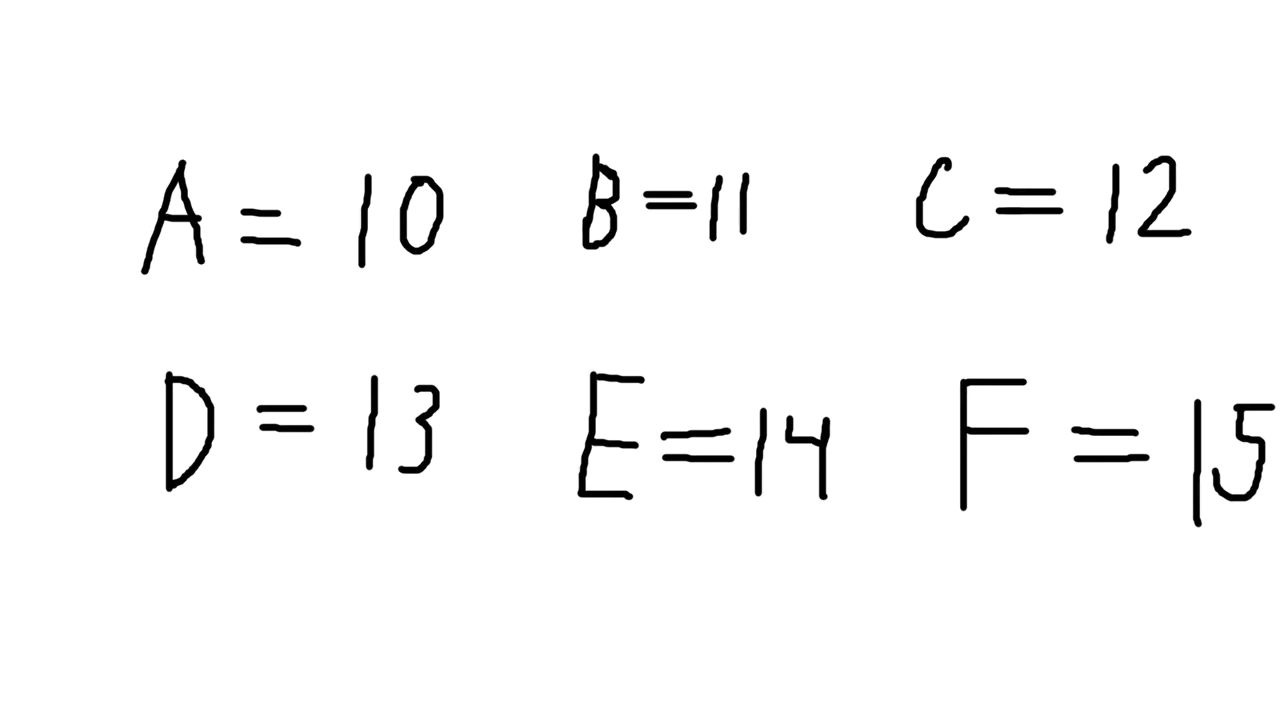 A = 10 B = 11 C = 12
D = 13 E = 14 F = 15